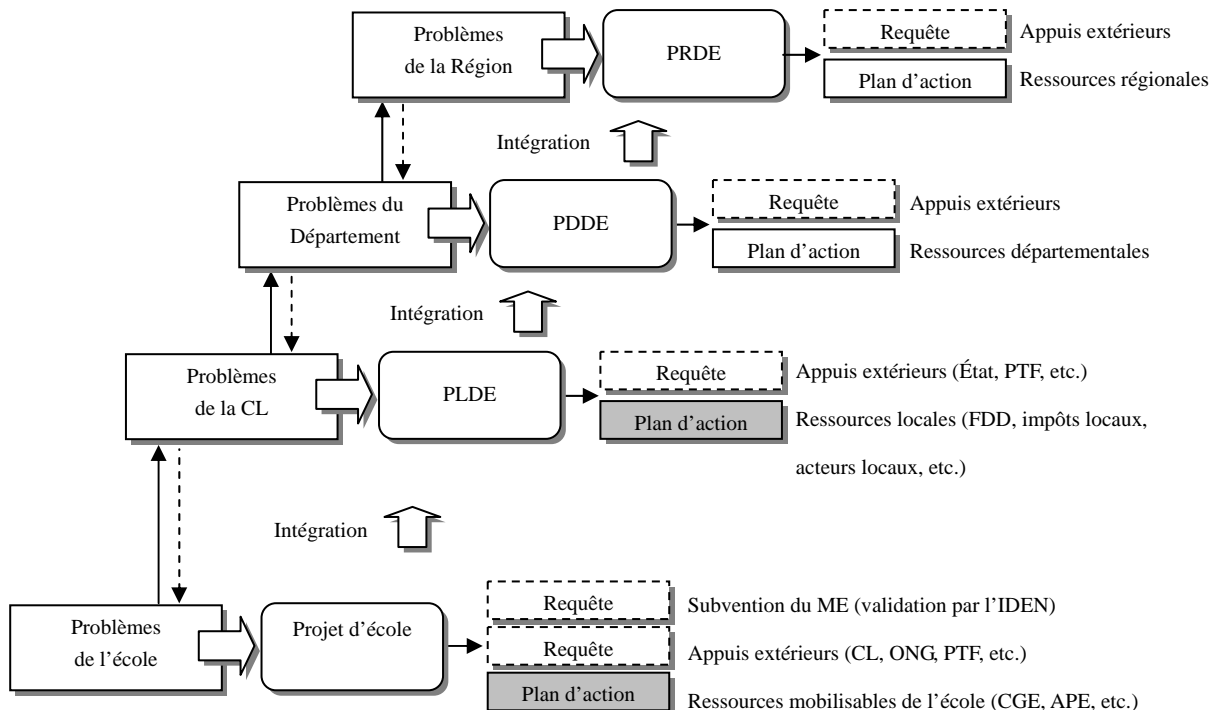 Problèmes
de la Région
PRDE
Requête
Appuis extérieurs
Plan d'action
Ressources régionales
Intégration
Problèmes du
Département
PDDE
Requête
Appuis extérieurs
Plan d'action
Ressources départementales
Intégration
Problèmes
de la CL
PLDE
Requête
Appuis extérieurs (État, PTF, etc.)
Plan d'action
Ressources locales (FDD, impôts locaux,
acteurs locaux, etc.)
Intégration
Problèmes
de l'école
Projet d'école
Requête
Subvention du ME (validation par l'IDEN)
Requête
Appuis extérieurs (CL, ONG, PTF, etc.)
Plan d'action
Ressources mobilisables de l'école (CGE, APE, etc.)